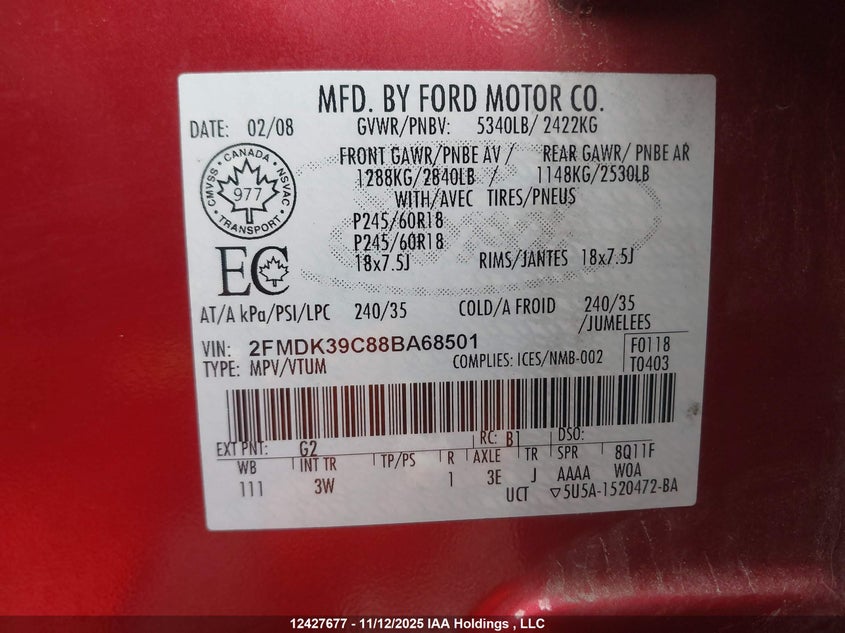 MFD. BY FORD MOTOR CO.
DATE: 02/08 GVWR/PNBV: 5340LB/ 2422KG
FRONT GAWR/PNBE AV / REAR GAWR/ PNBE AR
1288KG/2840LB / 1148KG/2530LB
WITH/AVEC TIRES/PNEUS
CMVSS • CANADA • NSVAC • TRANSPORT •
977
P245/60R18
P245/60R18
18x7.5J RIMS/JANTES 18x7.5J
EC
AT/A kPa/PSI/LPC 240/35 COLD/A FROID 240/35
/JUMELEES
VIN: 2FMDK39C88BA68501
TYPE: MPV/VTUM COMPLIES: ICES/NMB-002
F0118
T0403
EXT PNT: G2 RC: B1 DSO:
WB INT TR TP/PS R AXLE TR SPR 8Q11F
111 3W 1 3E J AAAA W0A
UCT ▽5U5A-1520472-BA
12427677 - 11/12/2025 IAA Holdings , LLC